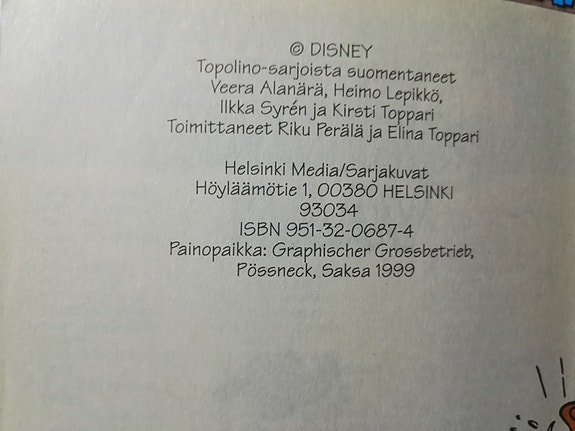 © DISNEY
Topolino-sarjoista suomentaneet
Veera Alanärä, Heimo Lepikkö,
Ilkka Syrén ja Kirsti Toppari
Toimittaneet Riku Perälä ja Elina Toppari
Helsinki Media/Sarjakuvat
Höyläämötie 1, 00380 HELSINKI
93034
ISBN 951-32-0687-4
Painopaikka: Graphischer Grossbetrieb,
Pössneck, Saksa 1999